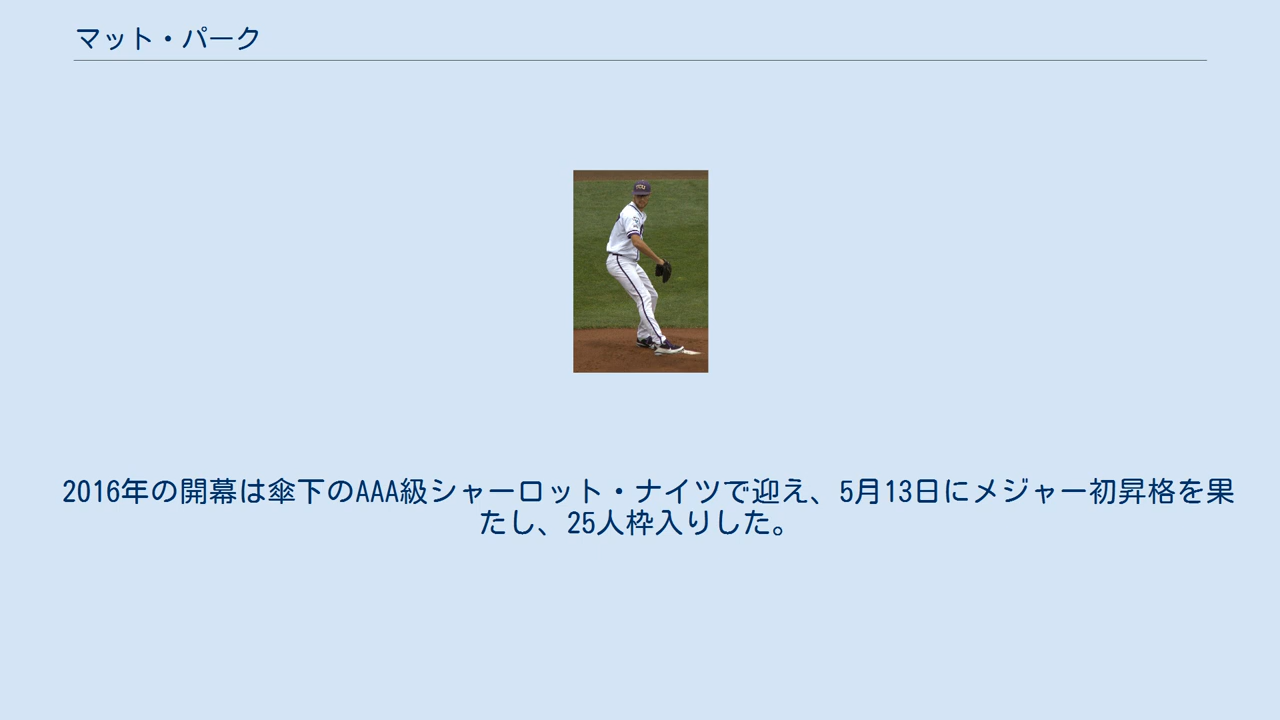 マット・パーク
2016年の開幕は傘下のAAA級シャーロット・ナイツで迎え、5月13日にメジャー初昇格を果
たし、25人枠入りした。